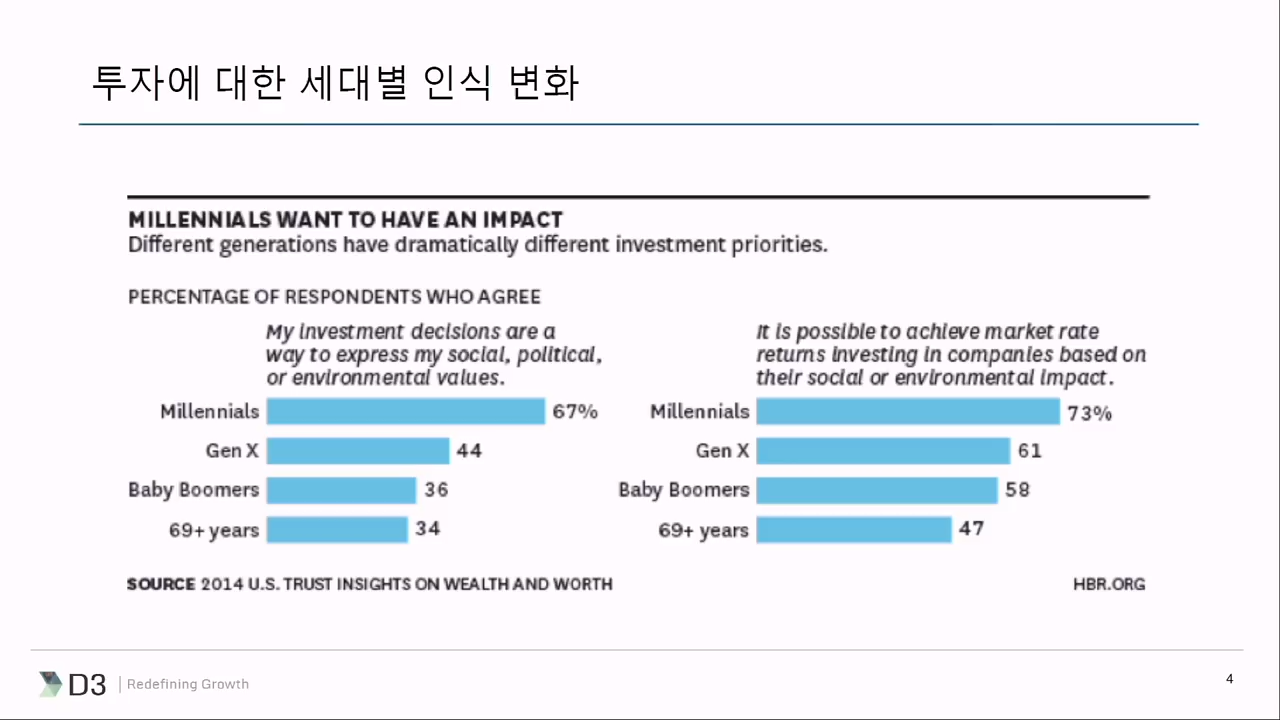 투자에 대한 세대별 인식 변화
MILLENNIALS WANT TO HAVE AN IMPACT
Different generations have dramatically different investment priorities.
PERCENTAGE OF RESPONDENTS WHO AGREE
My investment decisions are a
way to express my social, political,
or environmental values.
Millennials 67%
Gen X 44
Baby Boomers 36
69+ years 34
It is possible to achieve market rate
returns investing in companies based on
their social or environmental impact.
Millennials 73%
Gen X 61
Baby Boomers 58
69+ years 47
SOURCE 2014 U.S. TRUST INSIGHTS ON WEALTH AND WORTH
HBR.ORG
D3 Redefining Growth
4